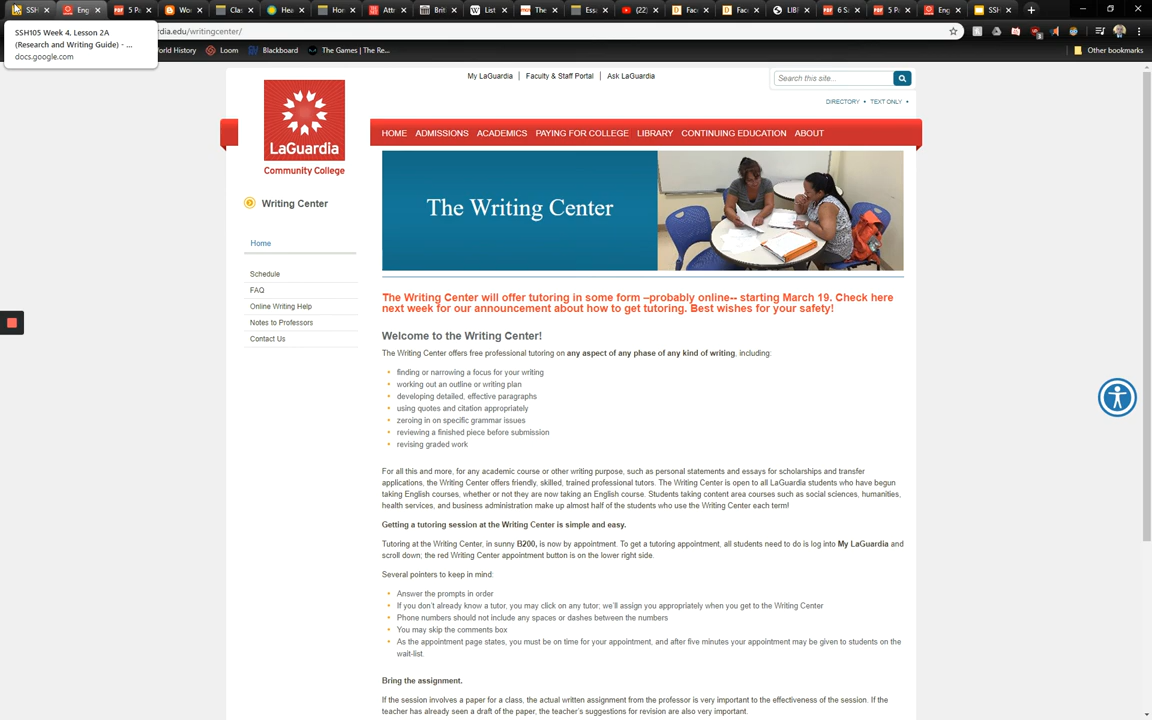 SSH
Eng
5 P
Wo
Clas
Hea
Hor
Attr
Brit
List
The
Ess
(22)
Fac
Fac
LIBI
6 S
5 P
Eng
SSH
SSH105 Week 4, Lesson 2A
(Research and Writing Guide) - ...
docs.google.com
dia.edu/writingcenter/
World History
Loom
Blackboard
The Games | (The Re...
Other bookmarks
My LaGuardia | Faculty & Staff Portal | Ask LaGuardia
Search this site...
DIRECTORY • TEXT ONLY •
LaGuardia
Community College
HOME ADMISSIONS ACADEMICS PAYING FOR COLLEGE LIBRARY CONTINUING EDUCATION ABOUT
The Writing Center
Writing Center
Home
Schedule
FAQ
Online Writing Help
Notes to Professors
Contact Us
The Writing Center will offer tutoring in some form –probably online-- starting March 19. Check here
next week for our announcement about how to get tutoring. Best wishes for your safety!
Welcome to the Writing Center!
The Writing Center offers free professional tutoring on any aspect of any phase of any kind of writing, including:
• finding or narrowing a focus for your writing
• working out an outline or writing plan
• developing detailed, effective paragraphs
• using quotes and citation appropriately
• zeroing in on specific grammar issues
• reviewing a finished piece before submission
• revising graded work
For all this and more, for any academic course or other writing purpose, such as personal statements and essays for scholarships and transfer
applications, the Writing Center offers friendly, skilled, trained professional tutors. The Writing Center is open to all LaGuardia students who have begun
taking English courses, whether or not they are now taking an English course. Students taking content area courses such as social sciences, humanities,
health services, and business administration make up almost half of the students who use the Writing Center each term!
Getting a tutoring session at the Writing Center is simple and easy.
Tutoring at the Writing Center, in sunny B200, is now by appointment. To get a tutoring appointment, all students need to do is log into My LaGuardia and
scroll down; the red Writing Center appointment button is on the lower right side.
Several pointers to keep in mind:
• Answer the prompts in order
• If you don't already know a tutor, you may click on any tutor; we'll assign you appropriately when you get to the Writing Center
• Phone numbers should not include any spaces or dashes between the numbers
• You may skip the comments box
• As the appointment page states, you must be on time for your appointment, and after five minutes your appointment may be given to students on the
wait-list.
Bring the assignment.
If the session involves a paper for a class, the actual written assignment from the professor is very important to the effectiveness of the session. If the
teacher has already seen a draft of the paper, the teacher's suggestions for revision are also very important.